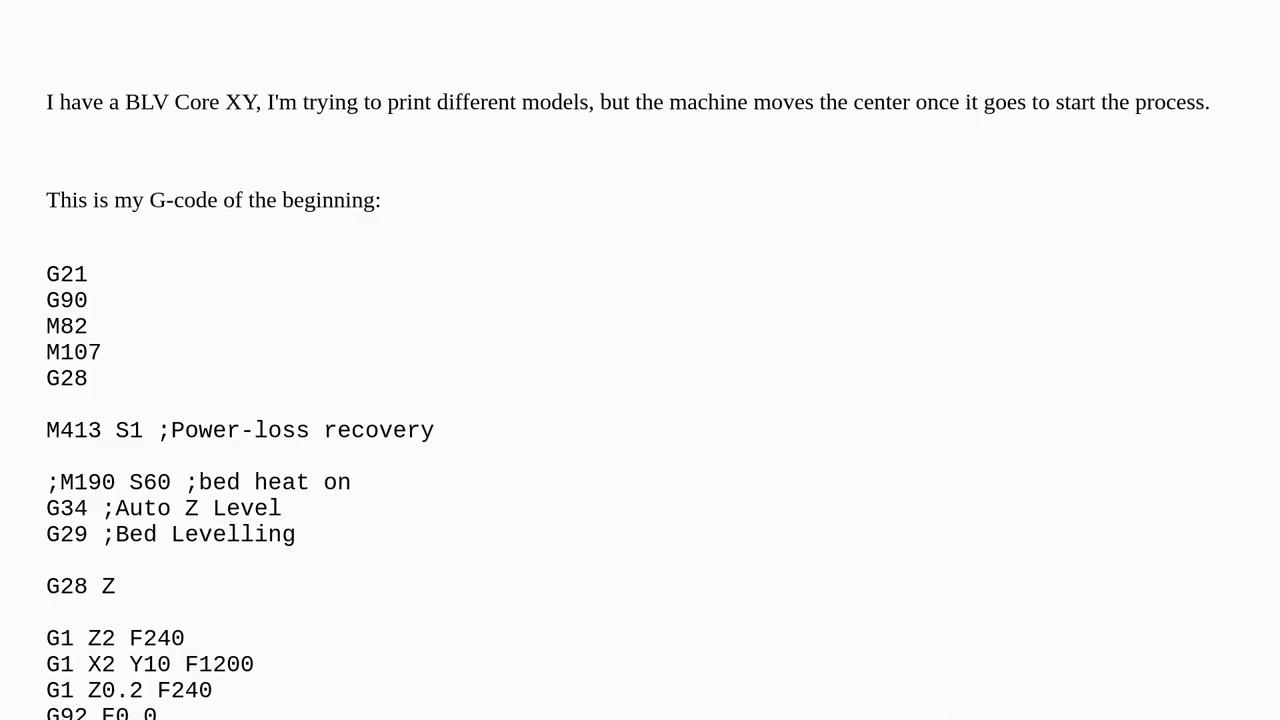 I have a BLV Core XY, I'm trying to print different models, but the machine moves the center once it goes to start the process.
This is my G-code of the beginning:
G21
G90
M82
M107
G28
M413 S1 ;Power-loss recovery
;M190 S60 ;bed heat on
G34 ;Auto Z Level
G29 ;Bed Levelling
G28 Z
G1 Z2 F240
G1 X2 Y10 F1200
G1 Z0.2 F240
G92 E0.0